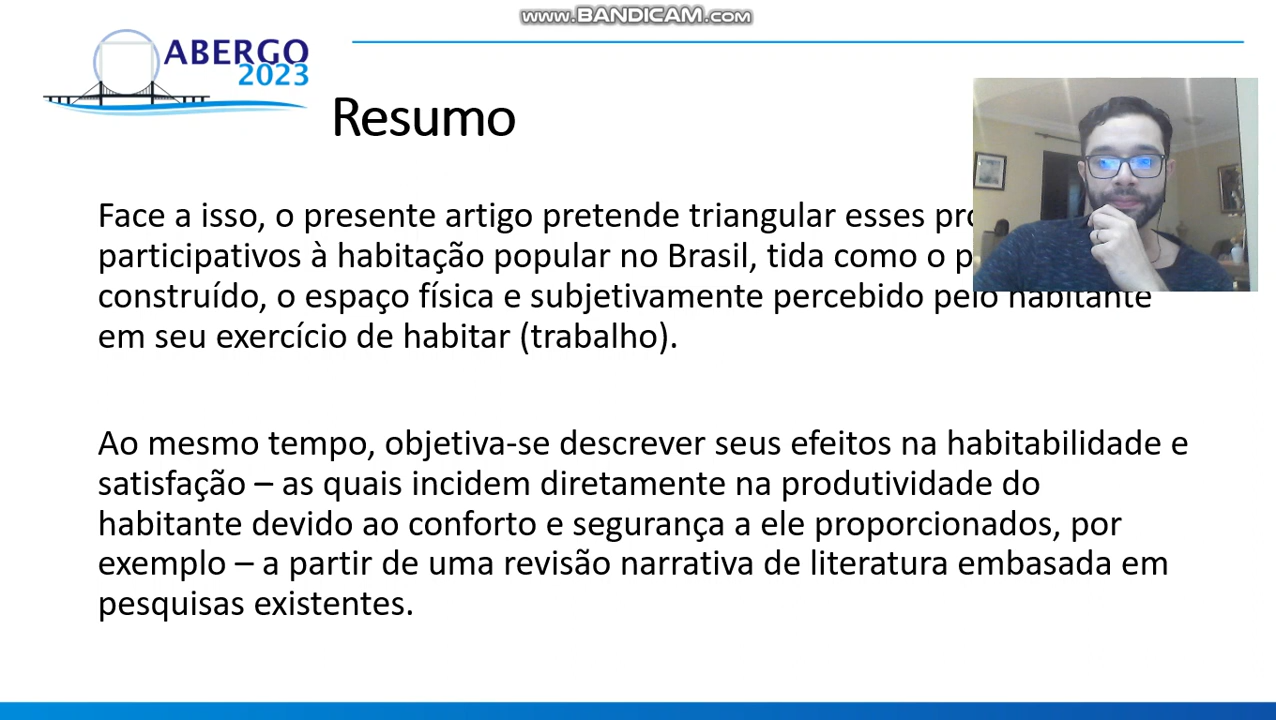 www.BANDICAM.com
ABERGO
2023
Resumo
Face a isso, o presente artigo pretende triangular esses
participativos à habitação popular no Brasil, tida como o
construído, o espaço física e subjetivamente percebido pelo habitante
em seu exercício de habitar (trabalho).
Ao mesmo tempo, objetiva-se descrever seus efeitos na habitabilidade e
satisfação – as quais incidem diretamente na produtividade do
habitante devido ao conforto e segurança a ele proporcionados, por
exemplo – a partir de uma revisão narrativa de literatura embasada em
pesquisas existentes.